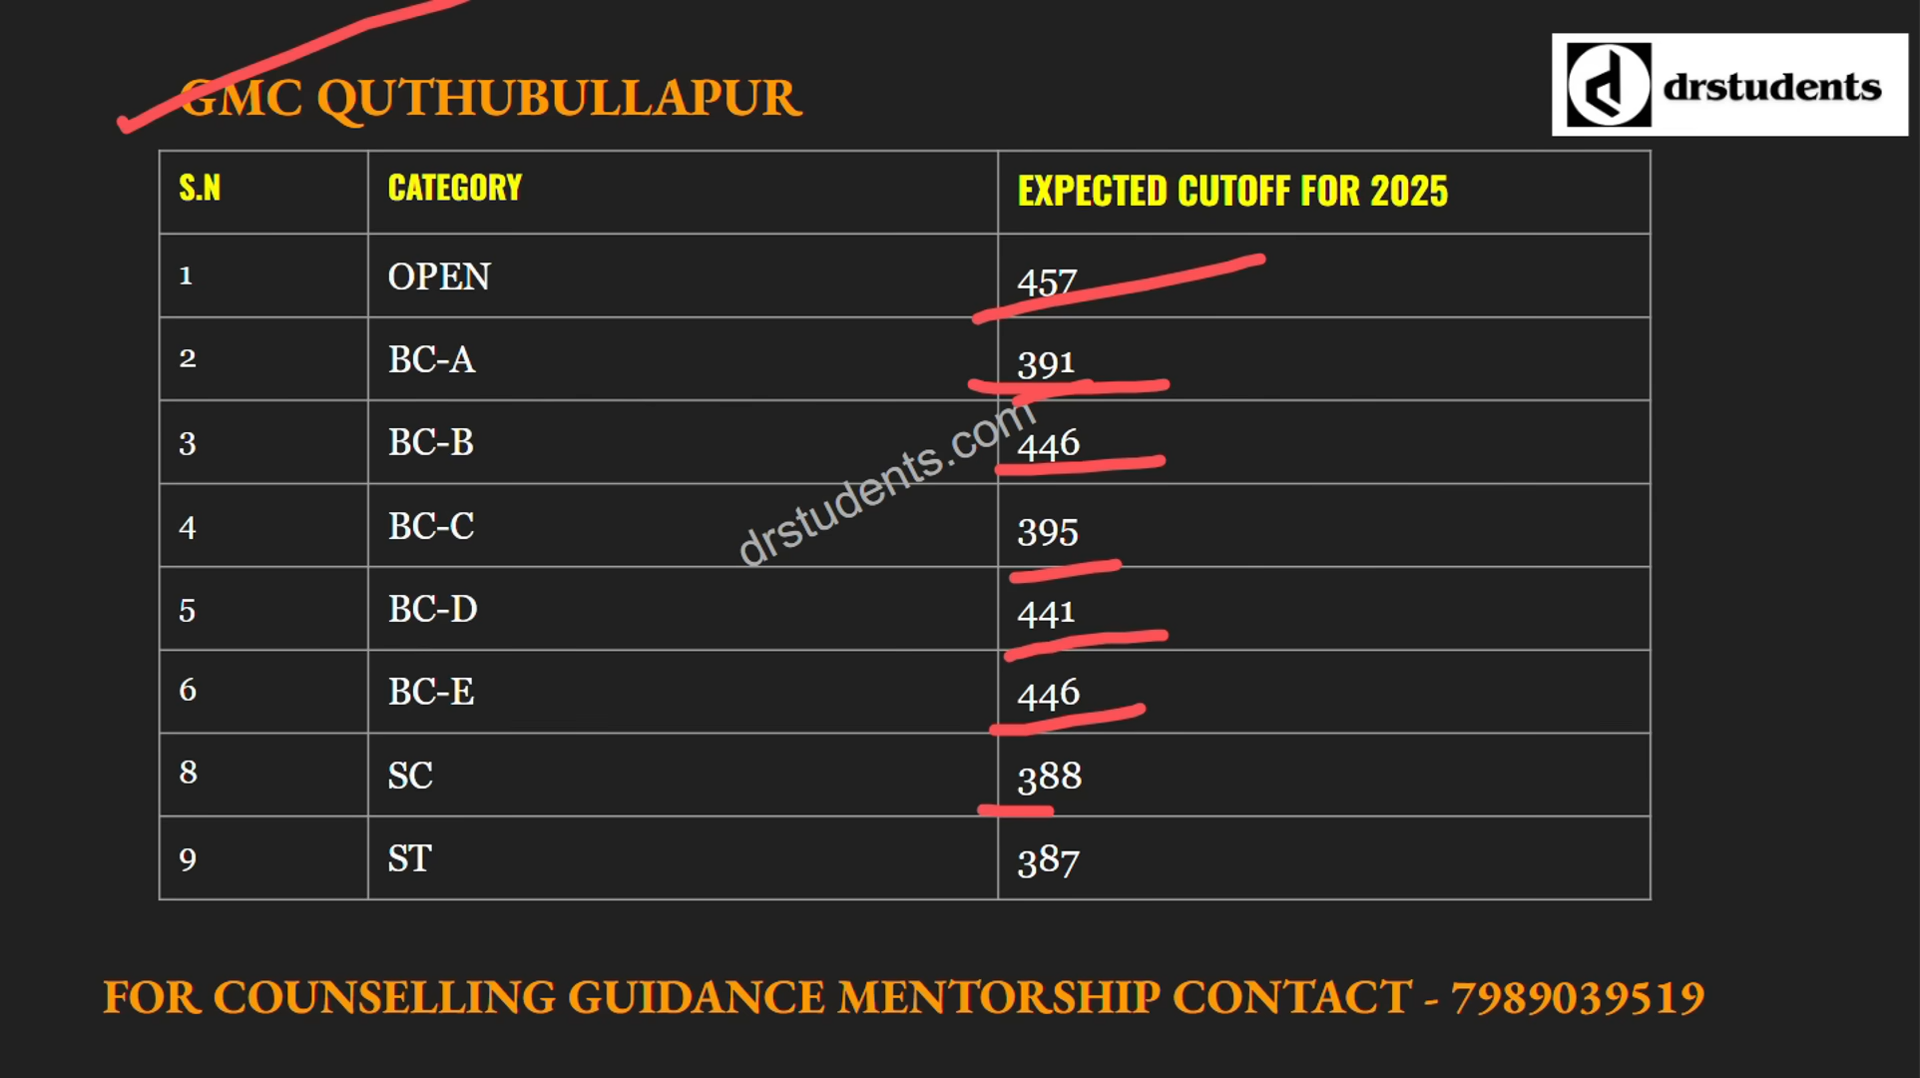 GMC QUTHUBULLAPUR
drstudents
S.N CATEGORY EXPECTED CUTOFF FOR 2025
1 OPEN 457
2 BC-A 391
3 BC-B 446
4 BC-C 395
5 BC-D 441
6 BC-E 446
8 SC 388
9 ST 387
drstudents.com
FOR COUNSELLING GUIDANCE MENTORSHIP CONTACT - 7989039519